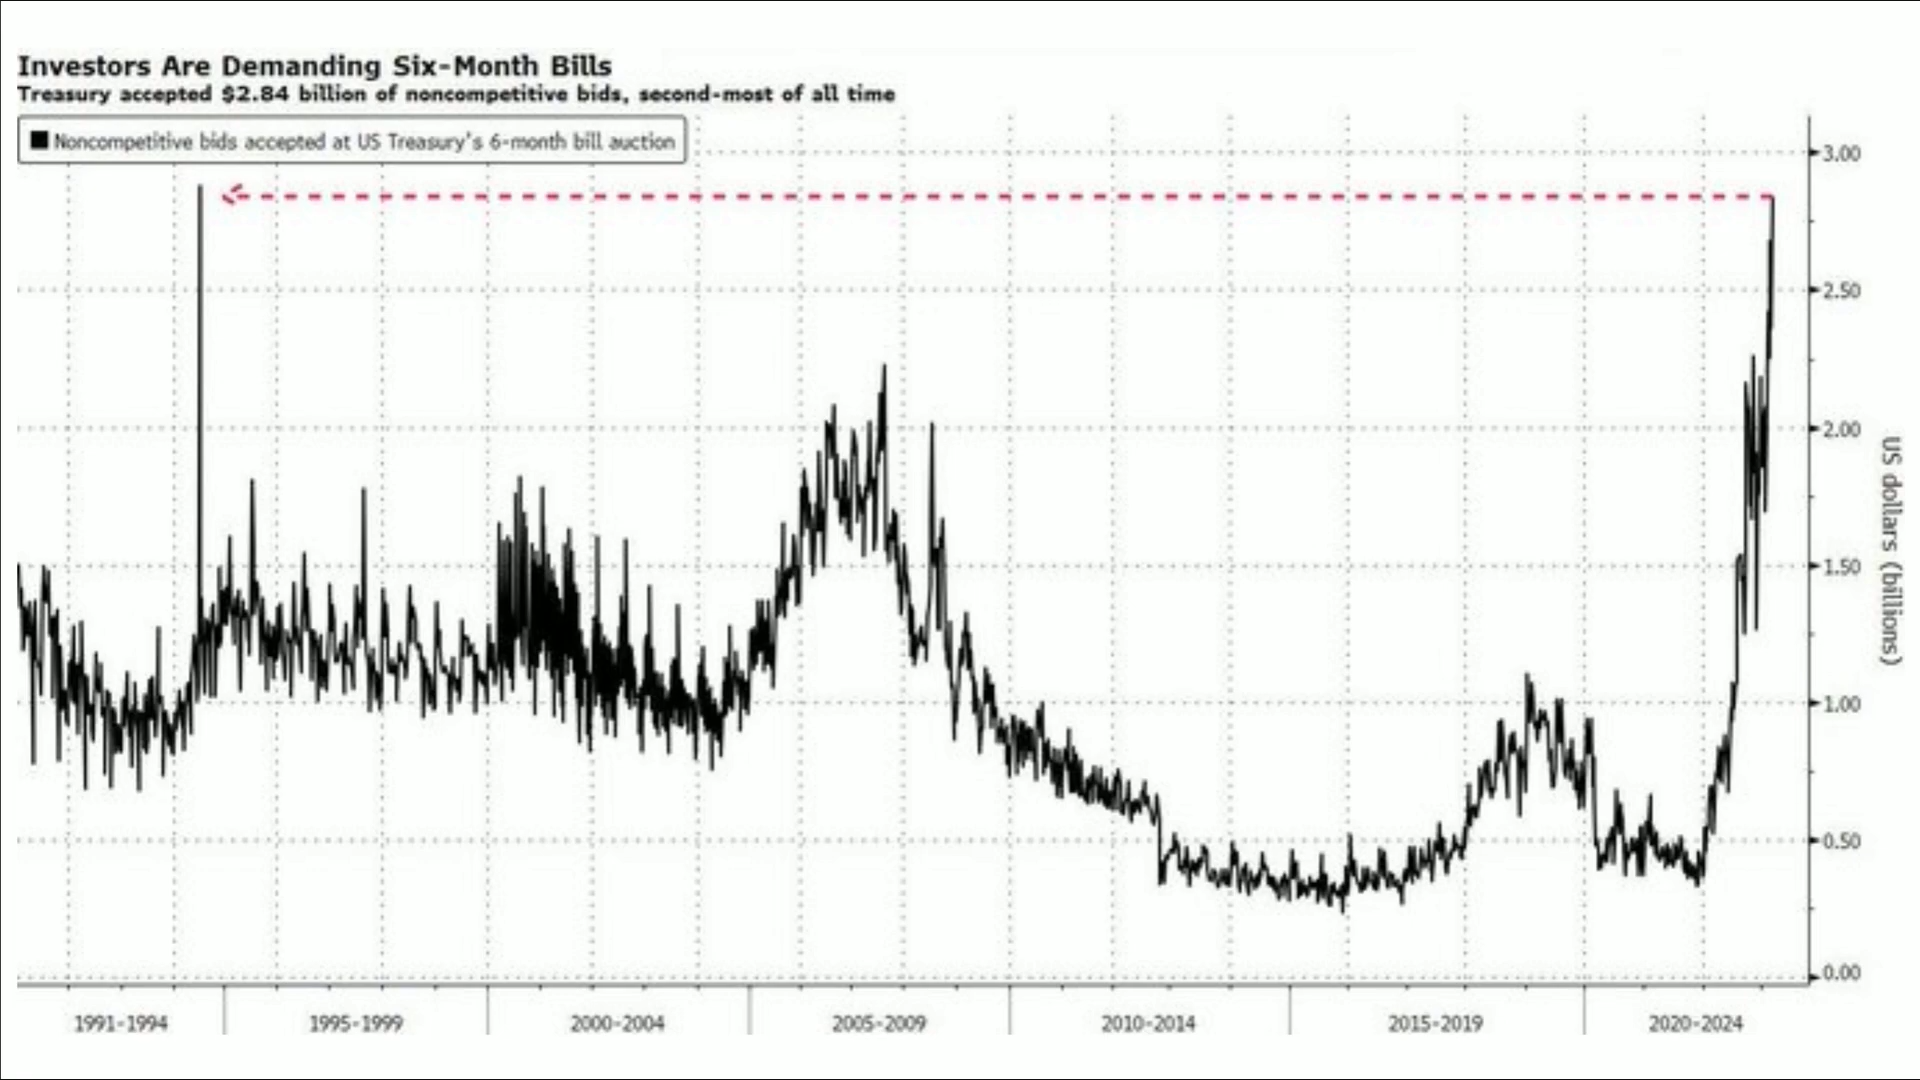 Investors Are Demanding Six-Month Bills
Treasury accepted $2.84 billion of noncompetitive bids, second-most of all time
Noncompetitive bids accepted at US Treasury's 6-month bill auction
3.00
2.50
2.00
1.50
1.00
0.50
0.00
US dollars (billions)
1991-1994 1995-1999 2000-2004 2005-2009 2010-2014 2015-2019 2020-2024